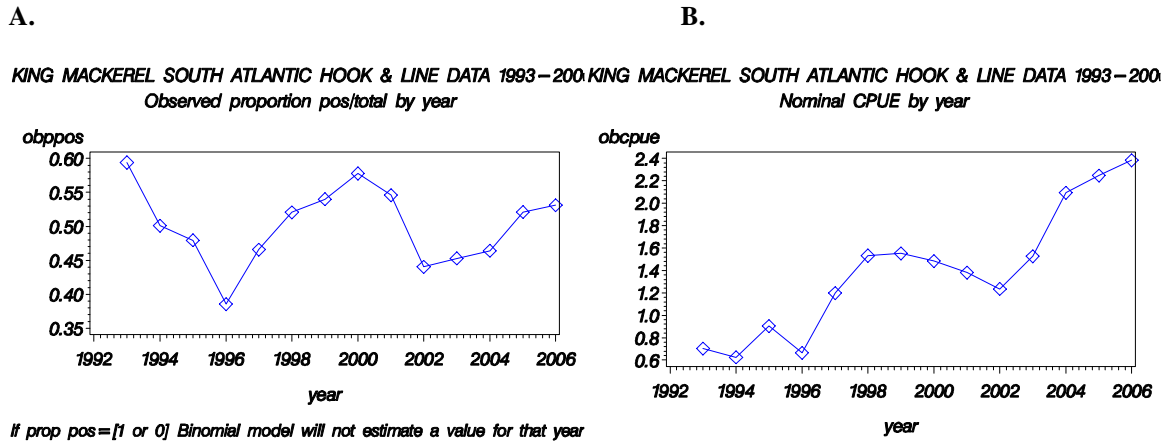 A.
KING MACKEREL SOUTH ATLANTIC HOOK & LINE DATA 1993-200
Observed proportion pos/total by year
obppos
0.60
0.55
0.50
0.45
0.40
0.35
1992 1994 1996 1998 2000 2002 2004 2006
year
If prop pos=[1 or 0] Binomial model will not estimate a value for that year
B.
KING MACKEREL SOUTH ATLANTIC HOOK & LINE DATA 1993-200
Nominal CPUE by year
obcpue
2.4
2.2
2.0
1.8
1.6
1.4
1.2
1.0
0.8
0.6
1992 1994 1996 1998 2000 2002 2004 2006
year